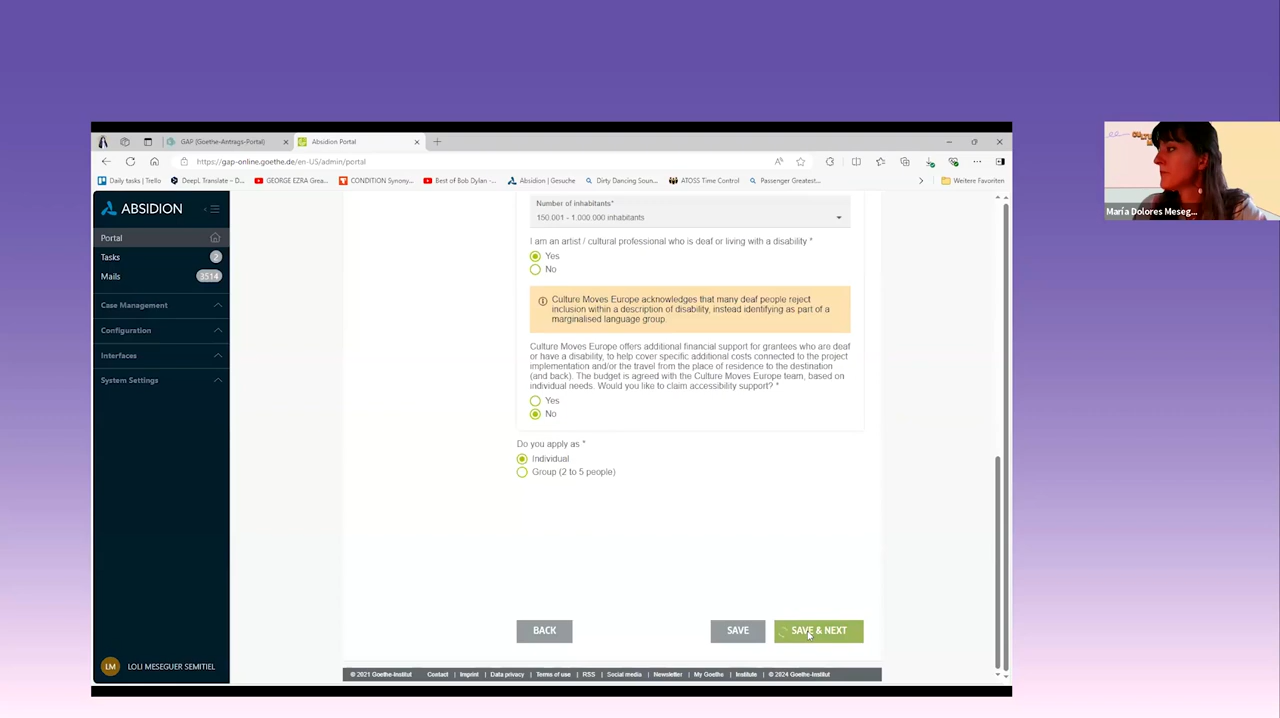 GAP (Goethe-Antrags-Portal)
Absidion Portal
https://gap-online.goethe.de/en-US/admin/portal
Daily tasks | Trello
DeepL Translate – D...
GEORGE EZRA Grea...
CONDITION Synony...
Best of Bob Dylan -...
Absidion | Gesuche
Dirty Dancing Soun...
ATOSS Time Control
Passenger Greatest...
Weitere Favoriten
ABSIDION
Portal
Tasks
2
Mails
3514
Case Management
Configuration
Interfaces
System Settings
LM
LOLI MESEGUER SEMITIEL
Number of inhabitants*
150.001 - 1.000.000 inhabitants
I am an artist / cultural professional who is deaf or living with a disability *
Yes
No
Culture Moves Europe acknowledges that many deaf people reject
inclusion within a description of disability, instead identifying as part of a
marginalised language group.
Culture Moves Europe offers additional financial support for grantees who are deaf
or have a disability, to help cover specific additional costs connected to the project
implementation and/or the travel from the place of residence to the destination
(and back). The budget is agreed with the Culture Moves Europe team, based on
individual needs. Would you like to claim accessibility support? *
Yes
No
Do you apply as *
Individual
Group (2 to 5 people)
BACK
SAVE
SAVE & NEXT
© 2021 Goethe-Institut
Contact
| Imprint
| Data privacy
| Terms of use
| RSS
| Social media
| Newsletter
| My Goethe
| Institute
| © 2024 Goethe-Institut
María Dolores Meseg...